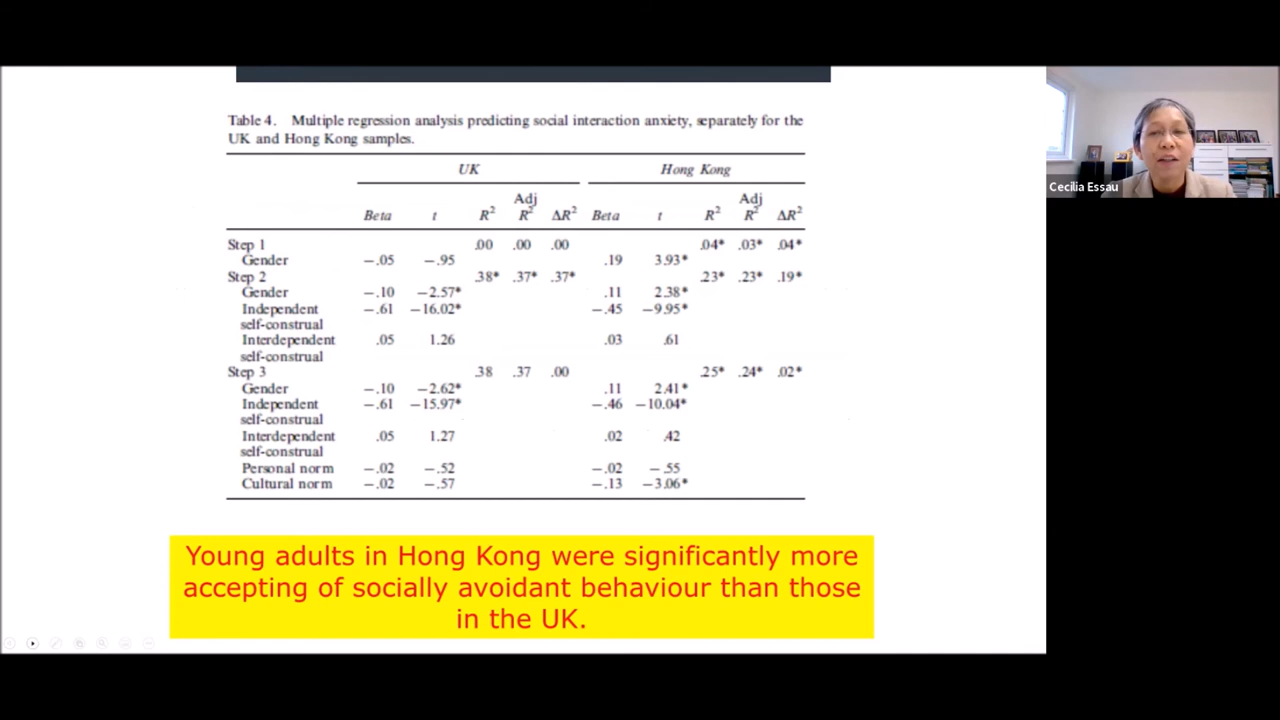 Table 4. Multiple regression analysis predicting social interaction anxiety, separately for the
UK and Hong Kong samples.
UK Hong Kong
Beta t R² Adj R² ΔR² Beta t R² Adj R² ΔR²
Step 1 .00 .00 .00 .04* .03* .04*
Gender −.05 −.95 .19 3.93*
Step 2 .38* .37* .37* .23* .23* .19*
Gender −.10 −2.57* .11 2.38*
Independent −.61 −16.02* −.45 −9.95*
self-construal
Interdependent .05 1.26 .03 .61
self-construal
Step 3 .38 .37 .00 .25* .24* .02*
Gender −.10 −2.62* .11 2.41*
Independent −.61 −15.97* −.46 −10.04*
self-construal
Interdependent .05 1.27 .02 .42
self-construal
Personal norm −.02 −.52 −.02 −.55
Cultural norm −.02 −.57 −.13 −3.06*
Young adults in Hong Kong were significantly more
accepting of socially avoidant behaviour than those
in the UK.
Cecilia Essau